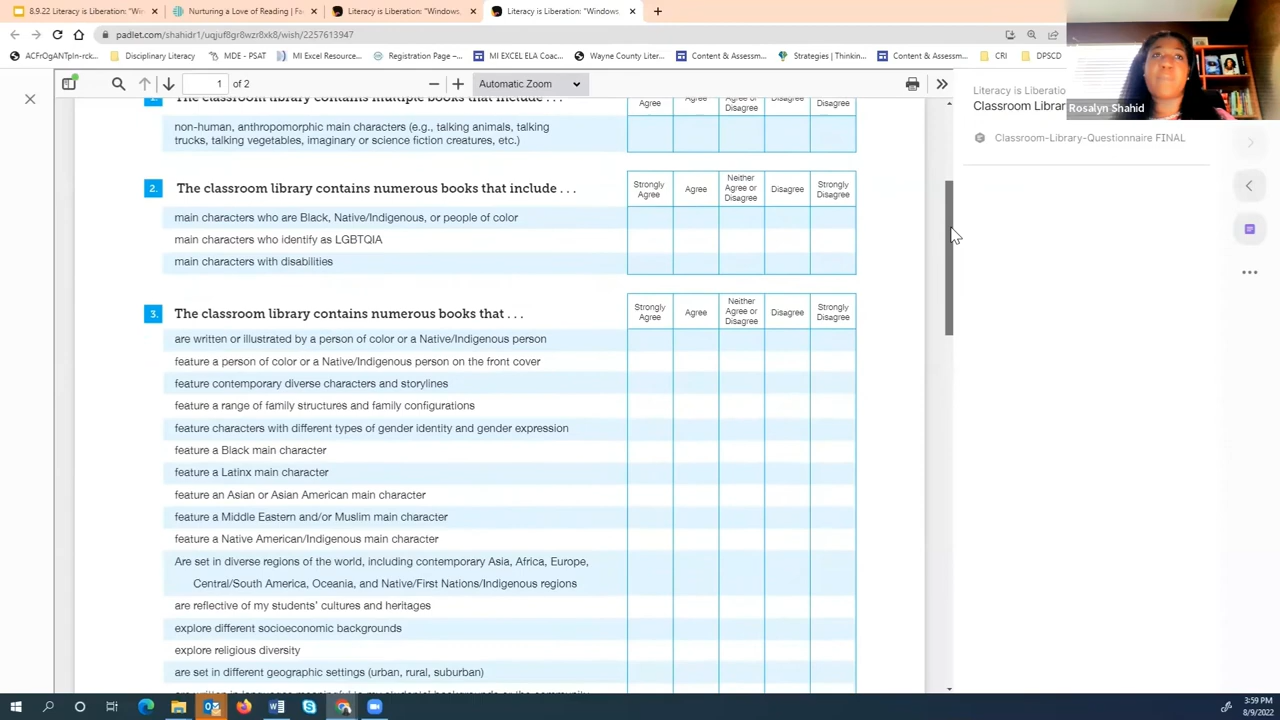 8.9.22 Literacy is Liberation "W
Nurturing a Love of Reading | Fa
Literacy is Liberation: "Windows
Literacy is Liberation: "Windows
padlet.com/shahidr1/uqjuf8gr8wzr8xk8/wish/2257613947
ACFrOgANTpIn-rck...
Disciplinary Literacy
MDE - PSAT
MI Excel Resource...
Registration Page -...
MI EXCEL ELA Coac...
Wayne County Liter...
Content & Assessm...
Strategies | Thinkin...
Content & Assessm...
CRI
DPSCD
of 2
Automatic Zoom
Literacy is Liberation
Classroom Librar
Classroom-Library-Questionnaire FINAL
Rosalyn Shahid
1. The classroom library contains multiple books that include . . .
Agree
Agree or
Disagree
Disagree
non-human, anthropomorphic main characters (e.g., talking animals, talking
trucks, talking vegetables, imaginary or science fiction creatures, etc.)
2. The classroom library contains numerous books that include . . .
Strongly
Agree
Agree
Neither
Agree or
Disagree
Disagree
Strongly
Disagree
main characters who are Black, Native/Indigenous, or people of color
main characters who identify as LGBTQIA
main characters with disabilities
3. The classroom library contains numerous books that . . .
Strongly
Agree
Agree
Neither
Agree or
Disagree
Disagree
Strongly
Disagree
are written or illustrated by a person of color or a Native/Indigenous person
feature a person of color or a Native/Indigenous person on the front cover
feature contemporary diverse characters and storylines
feature a range of family structures and family configurations
feature characters with different types of gender identity and gender expression
feature a Black main character
feature a Latinx main character
feature an Asian or Asian American main character
feature a Middle Eastern and/or Muslim main character
feature a Native American/Indigenous main character
Are set in diverse regions of the world, including contemporary Asia, Africa, Europe,
Central/South America, Oceania, and Native/First Nations/Indigenous regions
are reflective of my students' cultures and heritages
explore different socioeconomic backgrounds
explore religious diversity
are set in different geographic settings (urban, rural, suburban)
3:59 PM
8/9/2022